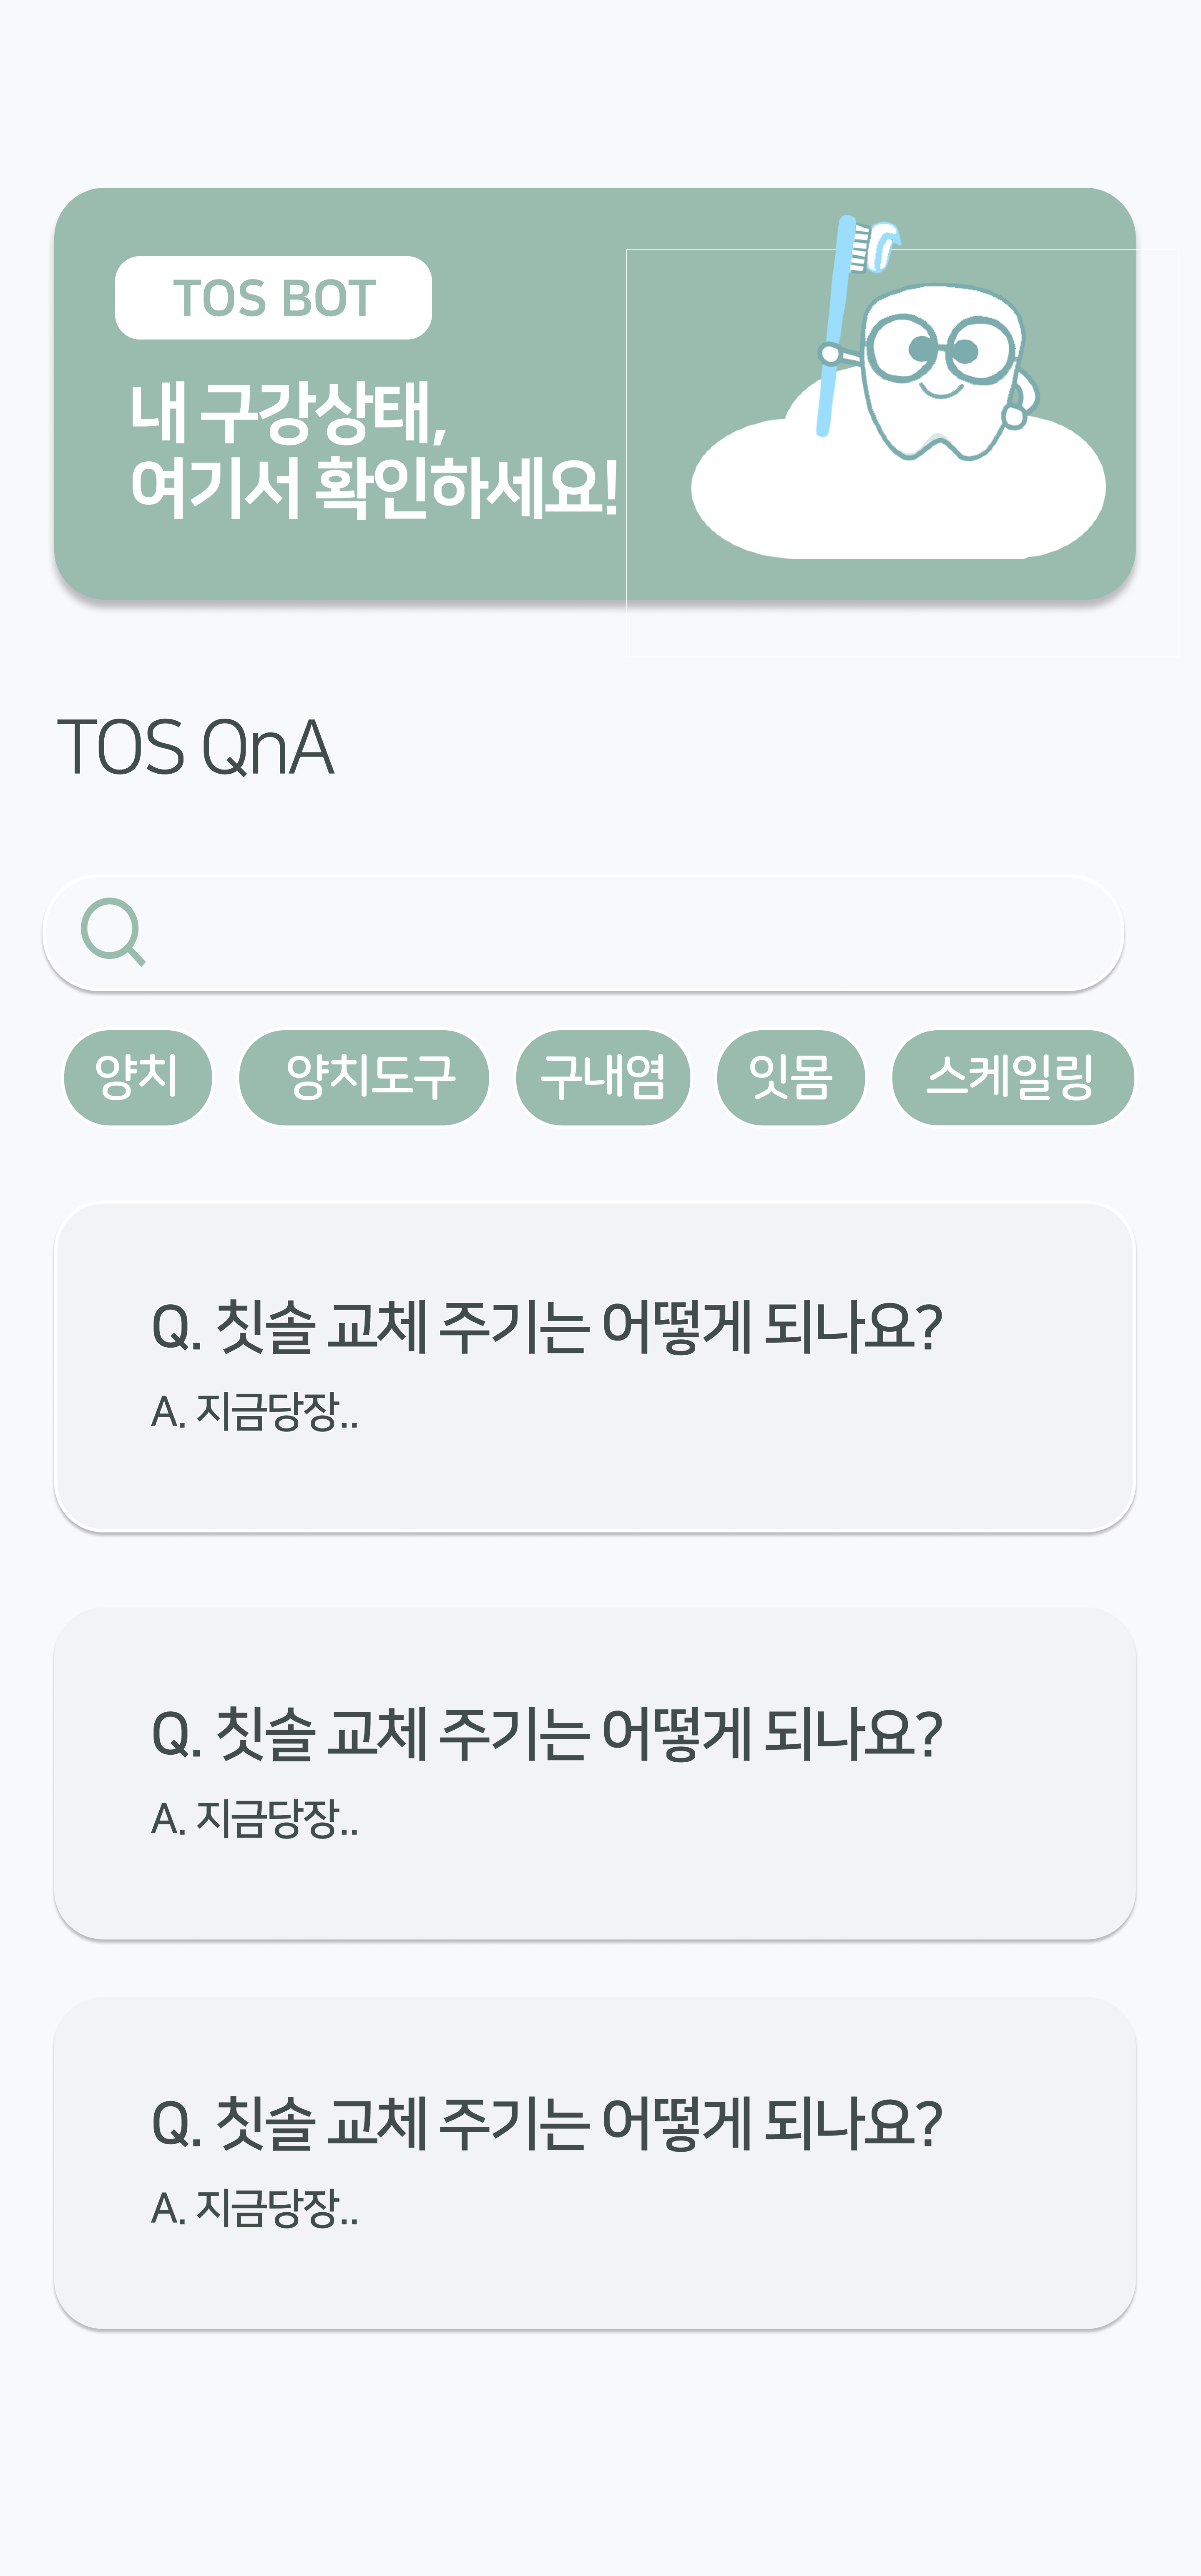 TOS BOT
내 구강상태,
여기서 확인하세요!
TOS QnA
양치 양치도구 구내염 잇몸 스케일링
Q. 칫솔 교체 주기는 어떻게 되나요?
A. 지금당장..
Q. 칫솔 교체 주기는 어떻게 되나요?
A. 지금당장..
Q. 칫솔 교체 주기는 어떻게 되나요?
A. 지금당장..